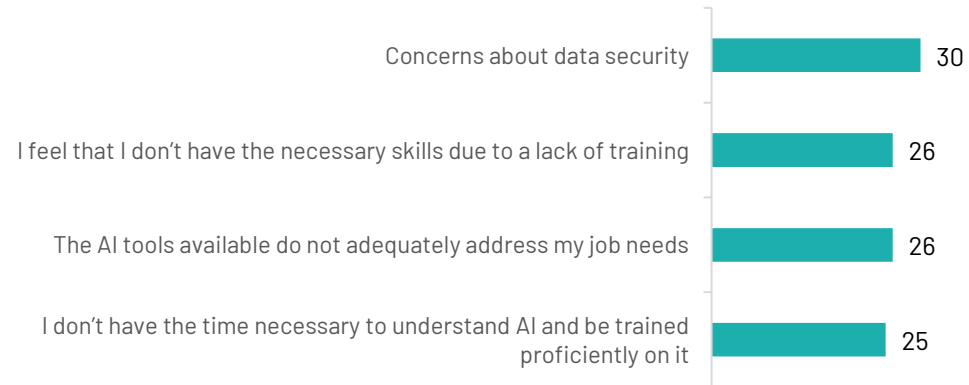 Concerns about data security 30
I feel that I don't have the necessary skills due to a lack of training 26
The AI tools available do not adequately address my job needs 26
I don't have the time necessary to understand AI and be trained
proficiently on it 25